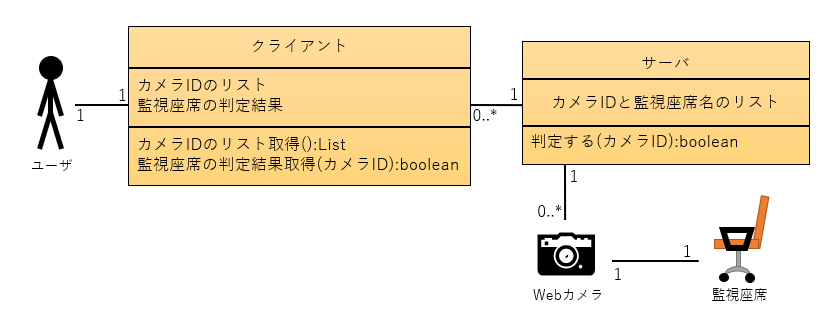 クライアント
カメラIDのリスト
監視座席の判定結果
カメラIDのリスト取得():List
監視座席の判定結果取得(カメラID):boolean
ユーザ
1
1
0..*
1
サーバ
カメラIDと監視座席名のリスト
判定する(カメラID):boolean
1
0..*
Webカメラ
1
1
監視座席